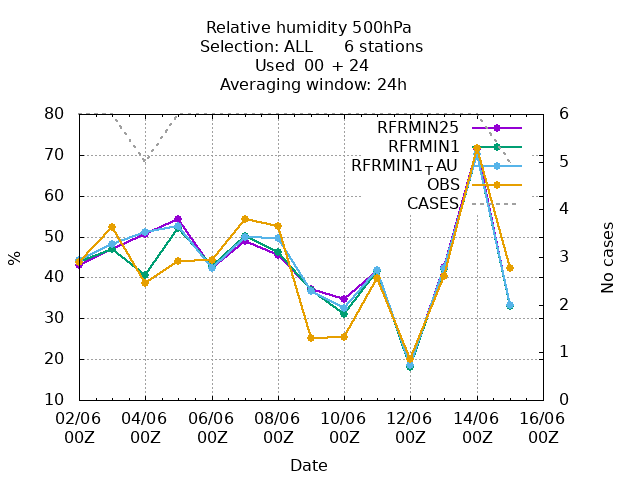 Relative humidity 500hPa
Selection: ALL 6 stations
Used 00 + 24
Averaging window: 24h
80
70
60
50
40
30
20
10
%
6
5
4
3
2
1
0
No cases
RFRMIN25
RFRMIN1
RFRMIN1TAU
OBS
CASES
02/06 04/06 06/06 08/06 10/06 12/06 14/06 16/06
00Z 00Z 00Z 00Z 00Z 00Z 00Z 00Z
Date